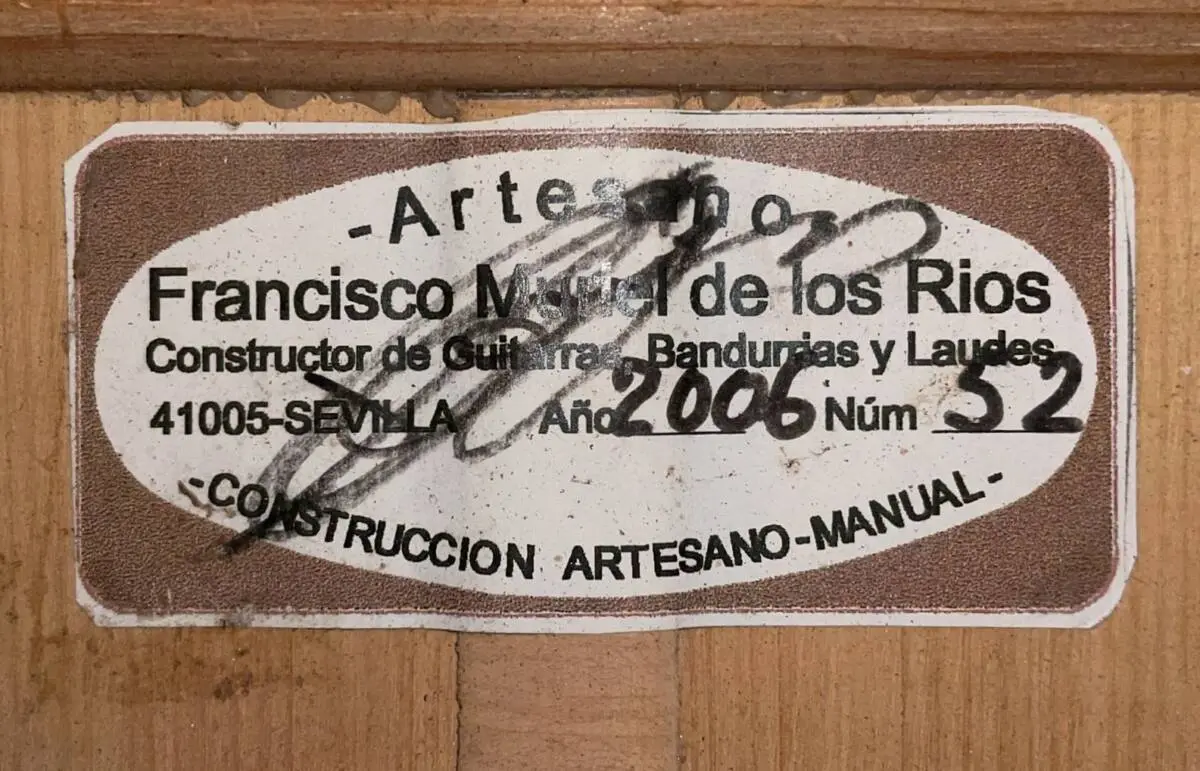 -Artesano-
Francisco Muriel de los Rios
Constructor de Guitarras, Bandurrias y Laudes
41005-SEVILLA Año 2006 Núm 52
-CONSTRUCCION ARTESANO-MANUAL-